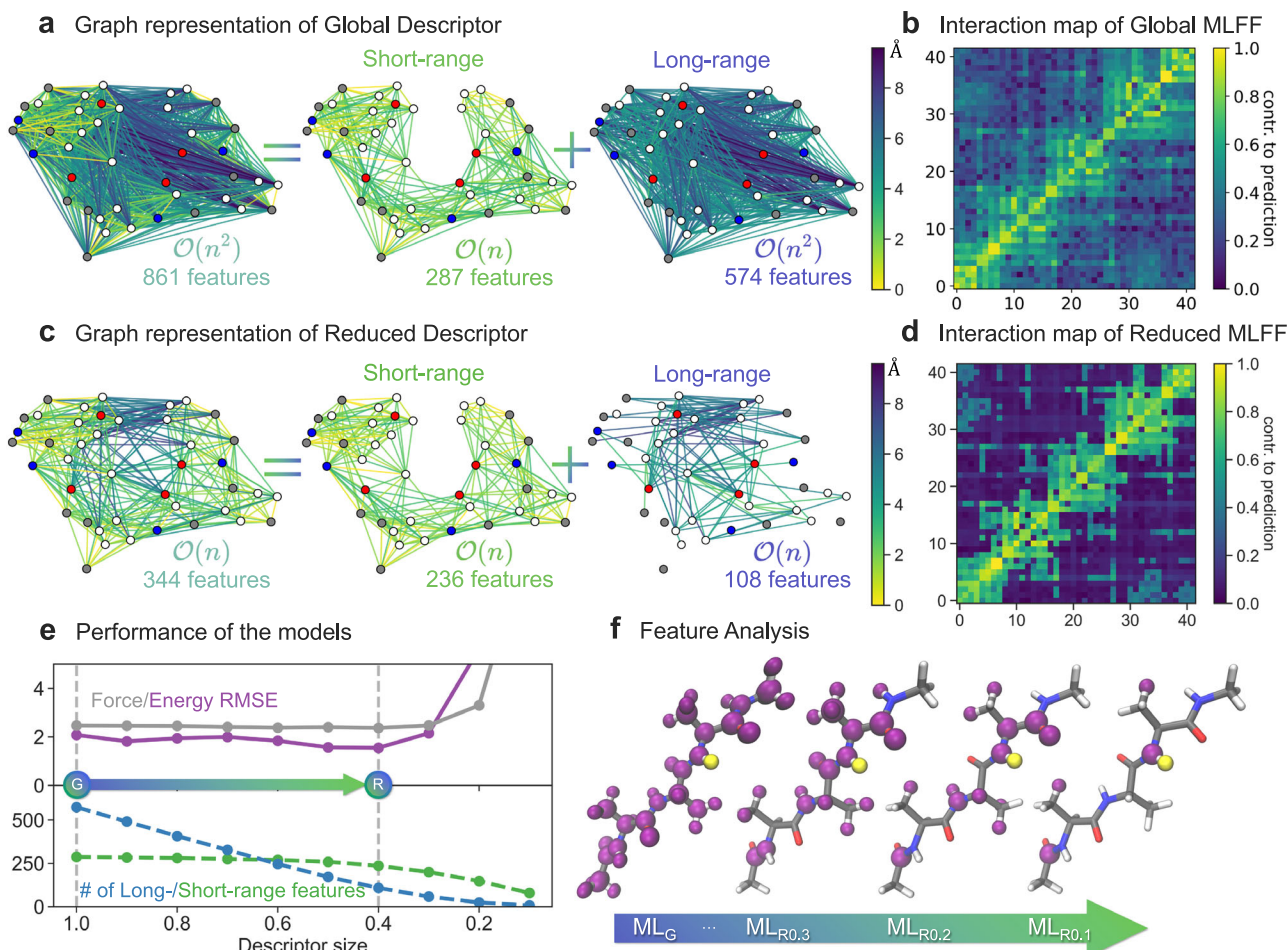 a Graph representation of Global Descriptor
Short-range
Long-range
Å
8
6
4
2
0
O(n²)
861 features
O(n)
287 features
O(n²)
574 features
b Interaction map of Global MLFF
40
30
20
10
0
0 10 20 30 40
1.0
0.8
0.6
0.4
0.2
0.0
contr. to prediction
c Graph representation of Reduced Descriptor
Short-range
Long-range
Å
8
6
4
2
0
O(n)
344 features
O(n)
236 features
O(n)
108 features
d Interaction map of Reduced MLFF
40
30
20
10
0
0 10 20 30 40
1.0
0.8
0.6
0.4
0.2
0.0
contr. to prediction
e Performance of the models
4
2
0
Force/Energy RMSE
G
R
500
250
0
# of Long-/Short-range features
1.0 0.8 0.6 0.4 0.2
Descriptor size
f Feature Analysis
ML_G ... ML_R0.3 ML_R0.2 ML_R0.1